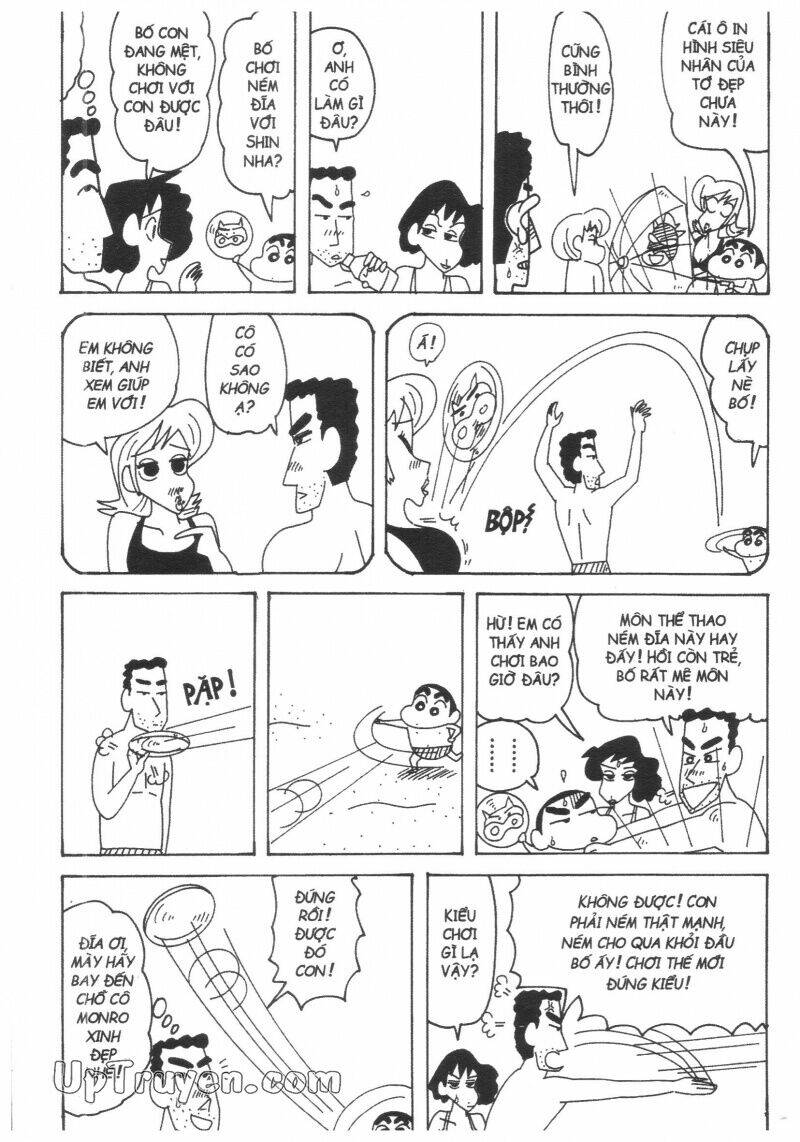 CÁI Ô IN
HÌNH SIÊU
NHÂN CỦA
TỚ ĐẸP
CHƯA
NÀY!
CŨNG
BÌNH
THƯỜNG
THÔI!
Ơ,
ANH
CÓ
LÀM GÌ
ĐÂU?
BỐ
CHƠI
NÉM
ĐĨA
VỚI
SHIN
NHA?
BỐ CON
ĐANG MỆT,
KHÔNG
CHƠI VỚI
CON ĐƯỢC
ĐÂU!
CHỤP
LẤY
NÈ
BỐ!
BỘP!
Á!
CÔ
CÓ
SAO
KHÔNG
Ạ?
EM KHÔNG
BIẾT, ANH
XEM GIÚP
EM VỚI!
MÔN THỂ THAO
NÉM ĐĨA NÀY HAY
ĐẤY! HỒI CÒN TRẺ,
BỐ RẤT MÊ MÔN
NÀY!
HỪ! EM CÓ
THẤY ANH
CHƠI BAO
GIỜ ĐÂU?
PẶP!
KHÔNG ĐƯỢC! CON
PHẢI NÉM THẬT MẠNH,
NÉM CHO QUA KHỎI ĐẦU
BỐ ẤY! CHƠI THẾ MỚI
ĐÚNG KIỂU!
KIỂU
CHƠI
GÌ LẠ
VẬY?
ĐÚNG
RỒI!
ĐƯỢC
ĐÓ
CON!
ĐĨA ƠI,
MÀY HÃY
BAY ĐẾN
CHỖ CÔ
MONRO
XINH
ĐẸP
NHÉ!
UpTruyen.com